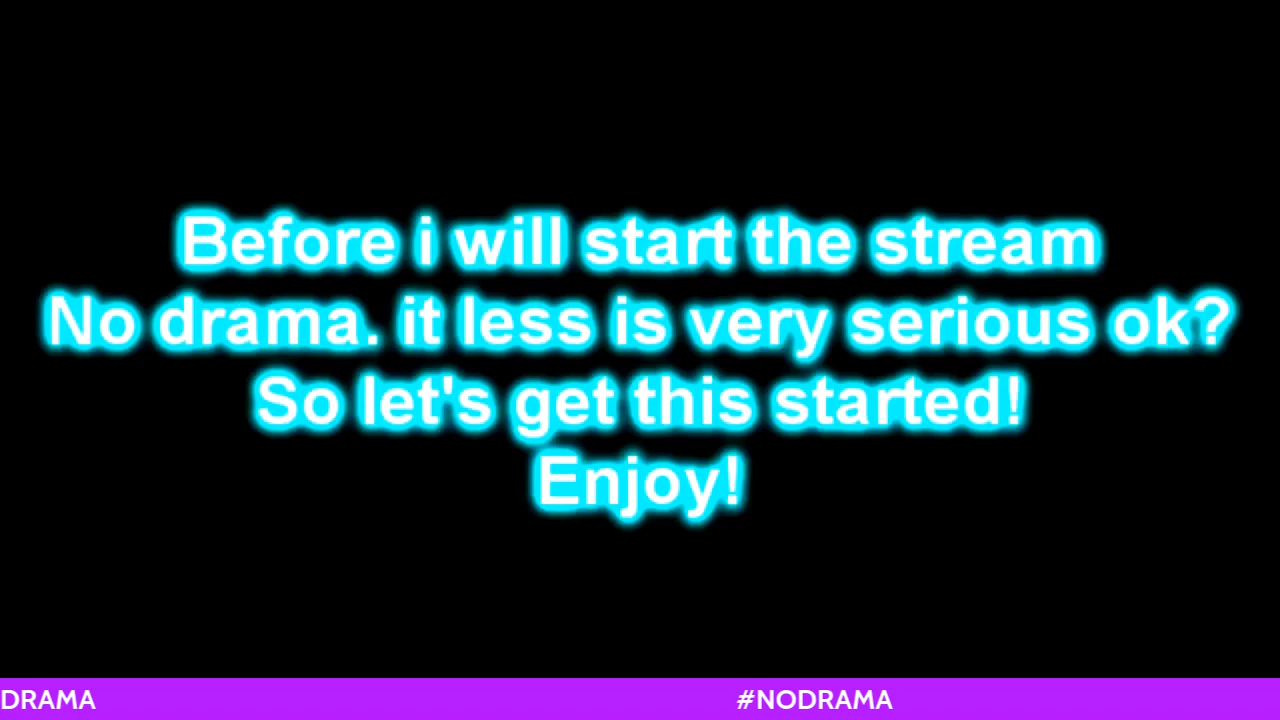 Before i will start the stream
No drama. it less is very serious ok?
So let's get this started!
Enjoy!
DRAMA #NODRAMA